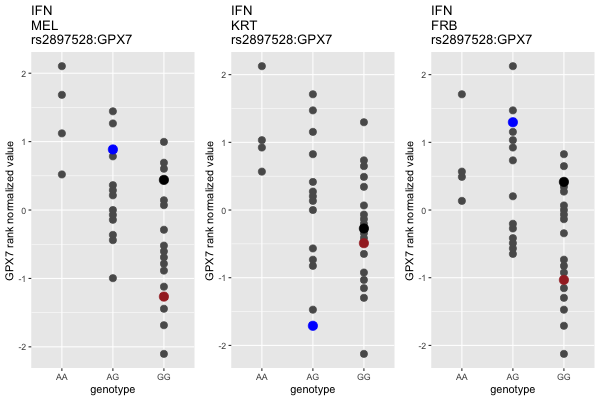 IFN
MEL
rs2897528:GPX7
GPX7 rank normalized value
2
1
0
-1
-2
AA
AG
GG
genotype
IFN
KRT
rs2897528:GPX7
GPX7 rank normalized value
2
1
0
-1
-2
AA
AG
GG
genotype
IFN
FRB
rs2897528:GPX7
GPX7 rank normalized value
2
1
0
-1
-2
AA
AG
GG
genotype